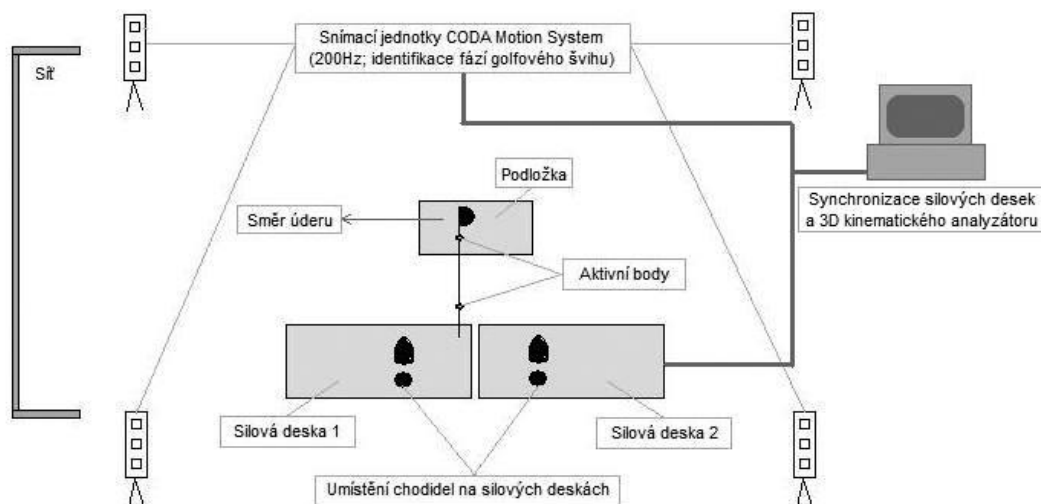 Snímací jednotky CODA Motion System
(200Hz; identifikace fází golfového švihu)
Síť
Podložka
Směr úderu
Synchronizace silových desek
a 3D kinematického analyzátoru
Aktivní body
Silová deska 1
Silová deska 2
Umístění chodidel na silových deskách